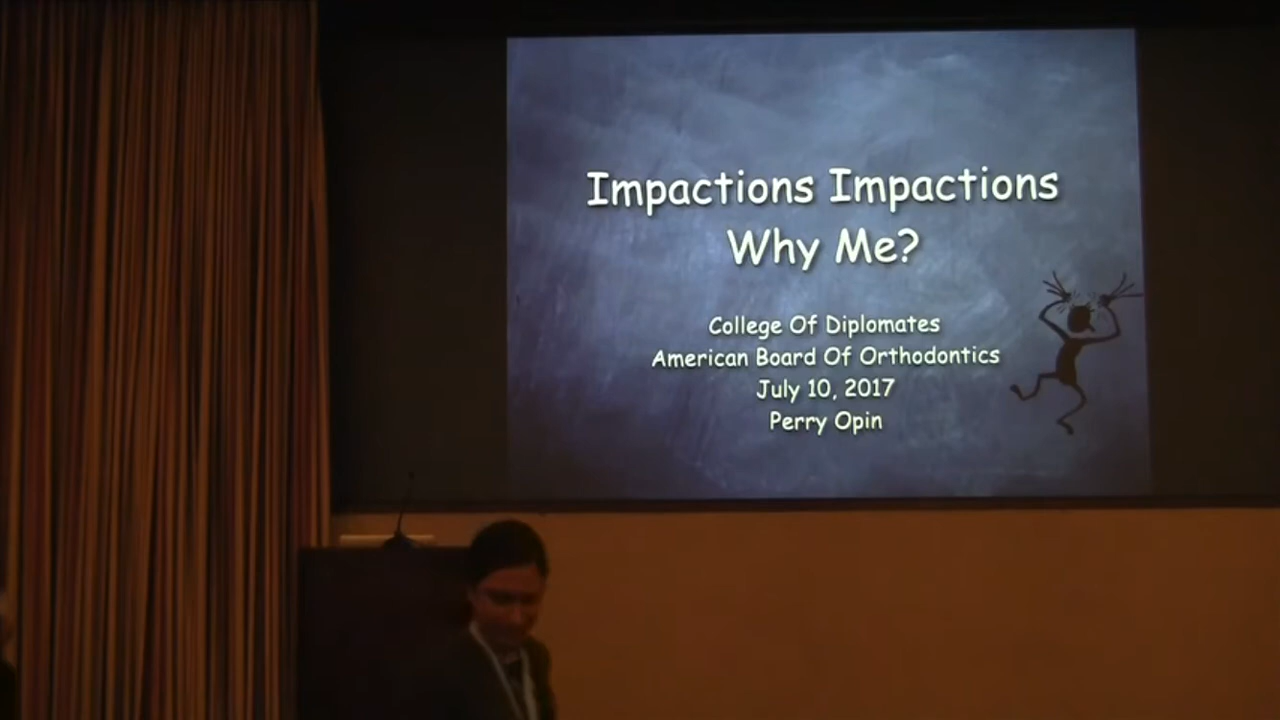 Impactions Impactions
Why Me?
College Of Diplomates
American Board Of Orthodontics
July 10, 2017
Perry Opin